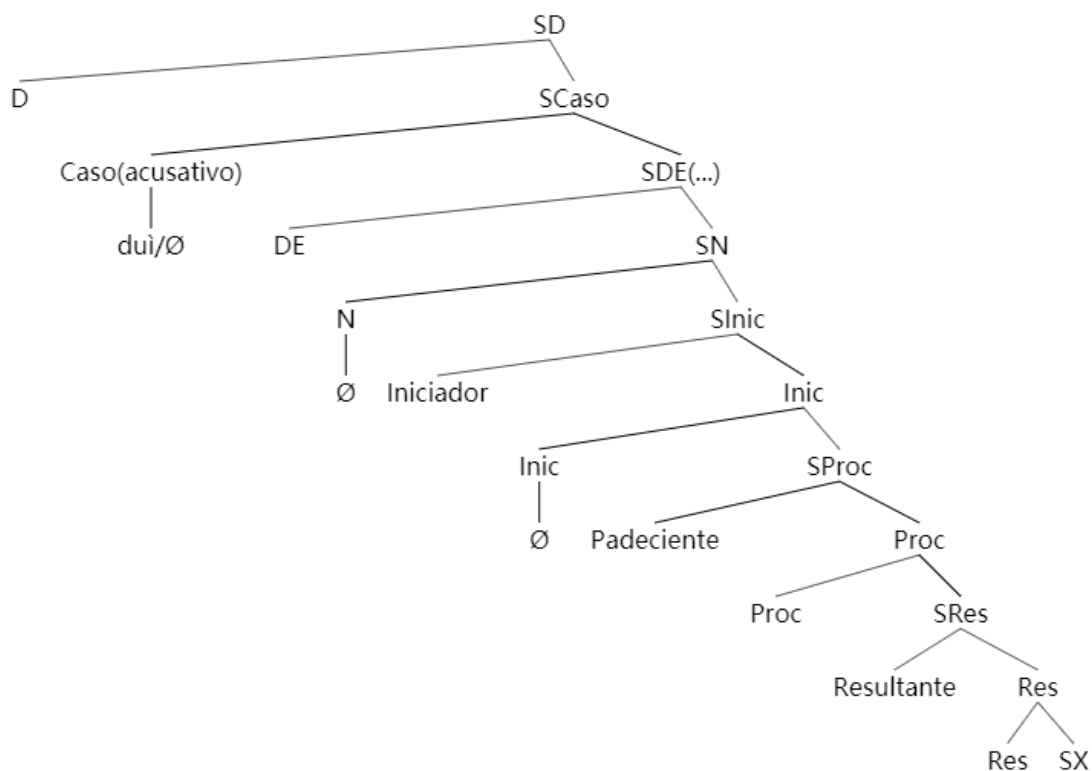 SD
D SCaso
Caso(acusativo) SDE(...)
duì/Ø DE SN
N SInic
Ø Iniciador Inic
Inic SProc
Ø Padeciente Proc
Proc SRes
Resultante Res
Res SX